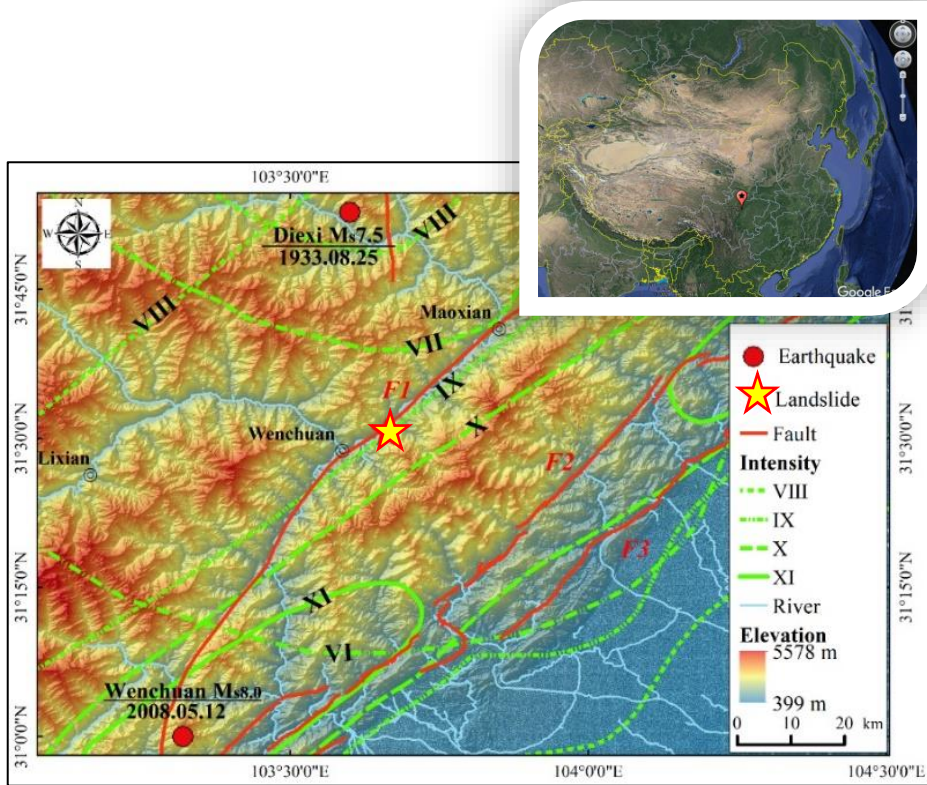 Google E
103°30'0"E
N
W E
S
Diexi Ms7.5
1933.08.25
VIII
VIII
VII
Maoxian
F1
IX
X
Wenchuan
Lixian
F2
F3
XI
VI
Wenchuan Ms8.0
2008.05.12
31°45'0"N
31°30'0"N
31°15'0"N
31°0'0"N
31°30'0"N
31°15'0"N
31°0'0"N
103°30'0"E
104°0'0"E
104°30'0"E
Earthquake
Landslide
Fault
Intensity
VIII
IX
X
XI
River
Elevation
5578 m
399 m
0 10 20 km